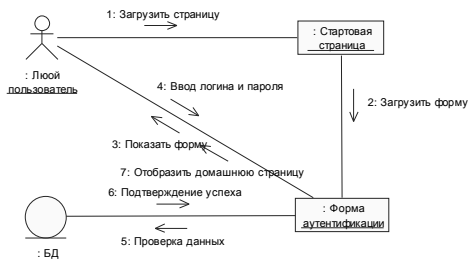 1: Загрузить страницу
: Стартовая
страница
: Люой
пользователь
4: Ввод логина и пароля
2: Загрузить форму
3: Показать форму
7: Отобразить домашнюю страницу
6: Подтверждение успеха
: Форма
аутентификации
5: Проверка данных
: БД